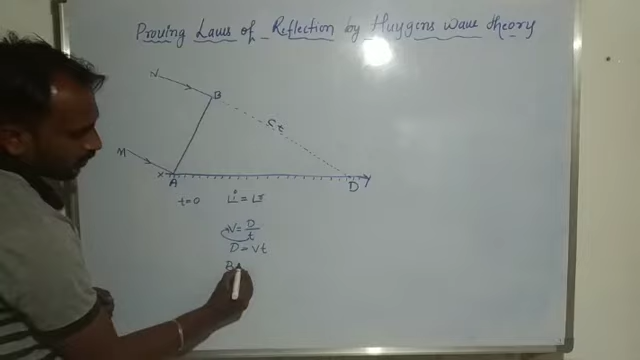 Proving Laws of Reflection by Huygens wave theory
N
B
Ct
M
X
A
D
Y
t=0
∠i = ∠r
V = D/t
D = Vt
B